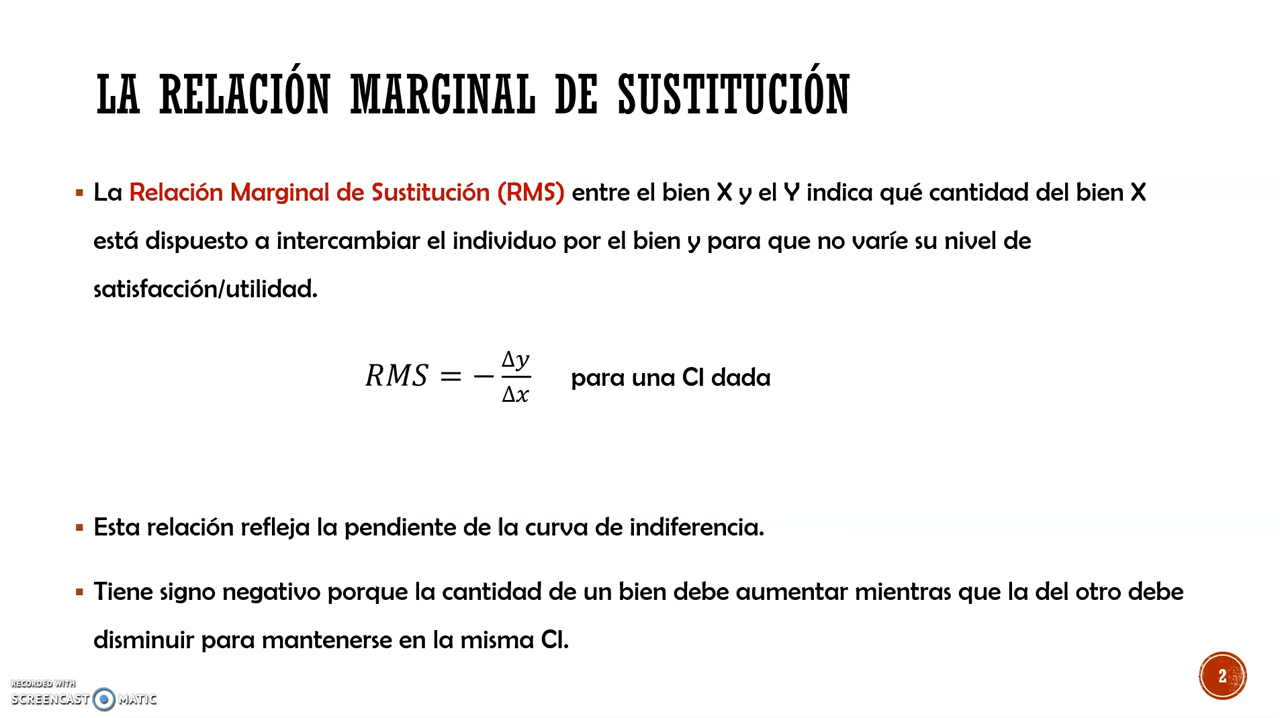 LA RELACIÓN MARGINAL DE SUSTITUCIÓN
▪ La Relación Marginal de Sustitución (RMS) entre el bien X y el Y indica qué cantidad del bien X
está dispuesto a intercambiar el individuo por el bien y para que no varíe su nivel de
satisfacción/utilidad.
RMS = − Δy/Δx para una CI dada
▪ Esta relación refleja la pendiente de la curva de indiferencia.
▪ Tiene signo negativo porque la cantidad de un bien debe aumentar mientras que la del otro debe
disminuir para mantenerse en la misma CI.
2
RECORDED WITH
SCREENCAST MATIC